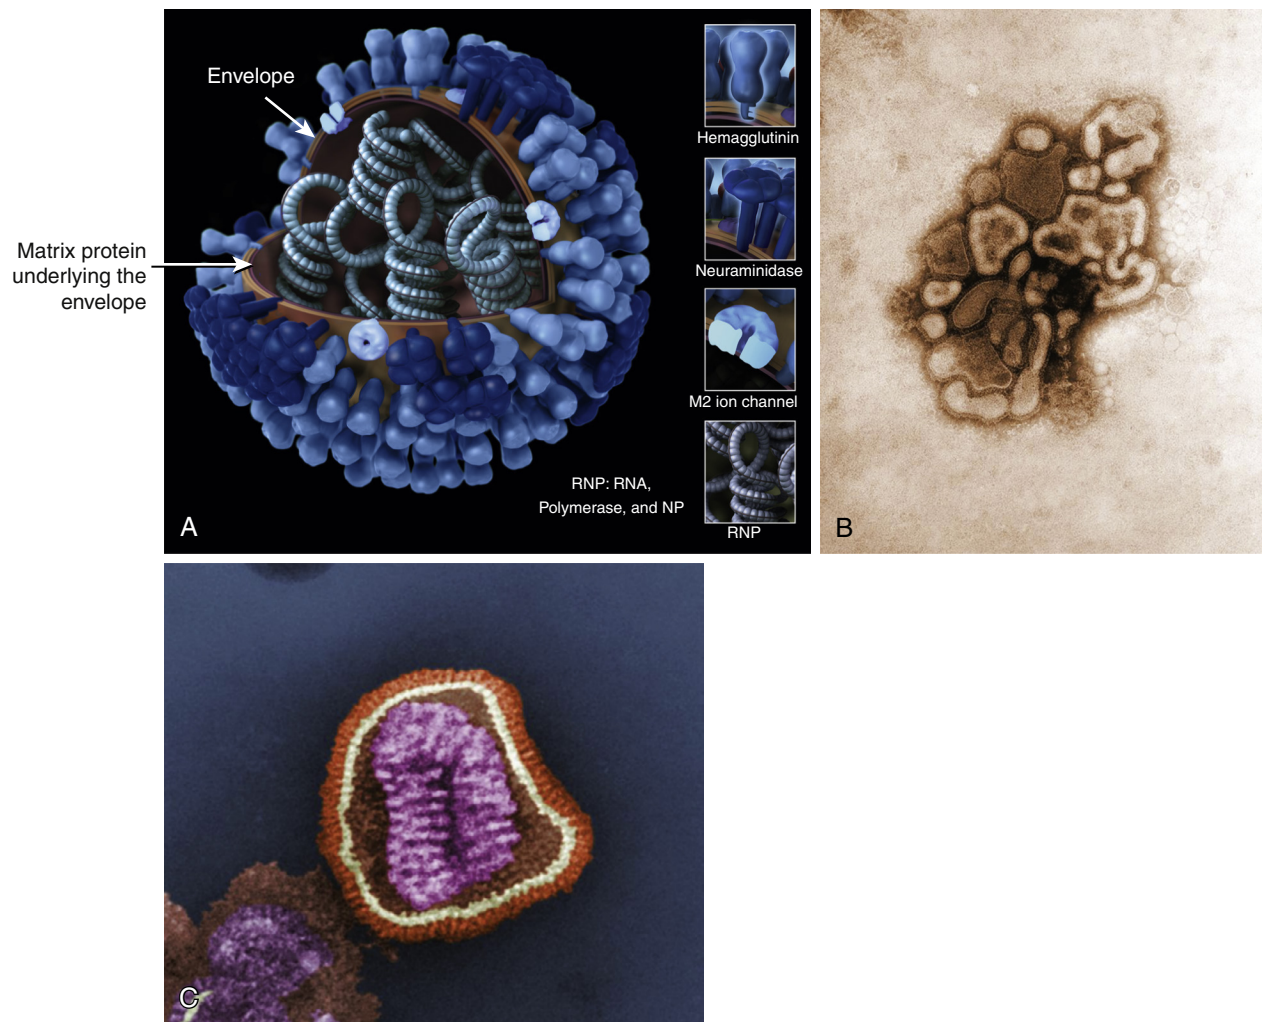 Envelope
Matrix protein
underlying the
envelope
Hemagglutinin
Neuraminidase
M2 ion channel
RNP: RNA,
Polymerase, and NP
RNP
A
B
C